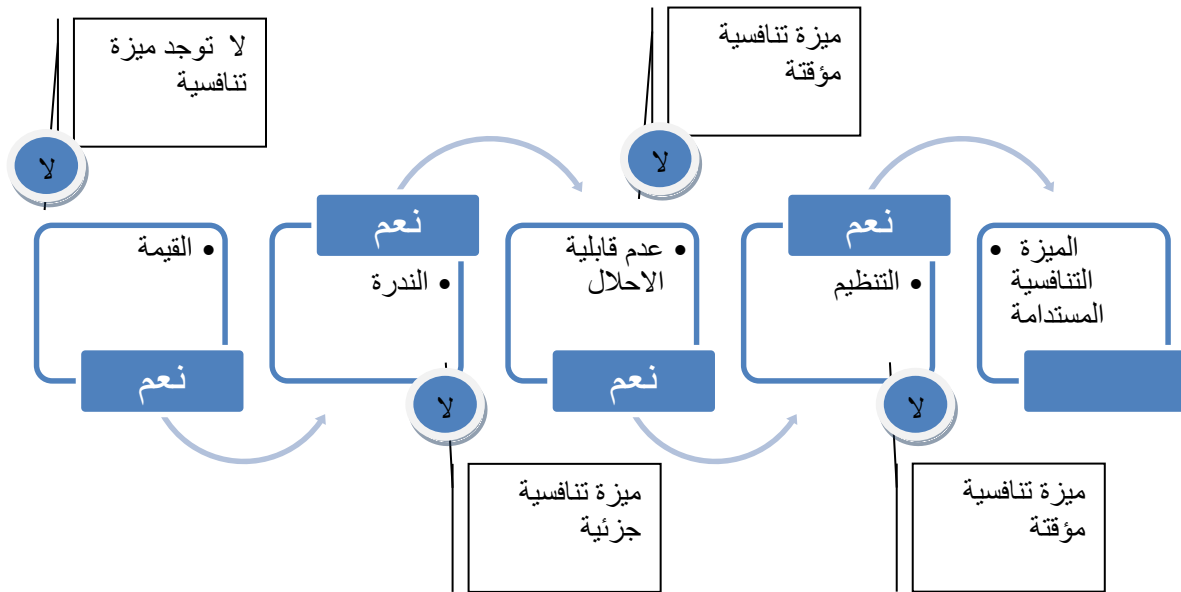 لا توجد ميزة
تنافسية
ميزة تنافسية
مؤقتة
لا
لا
نعم
نعم
• القيمة
• الندرة
• عدم قابلية
الاحلال
• التنظيم
• الميزة
التنافسية
المستدامة
نعم
نعم
لا
لا
ميزة تنافسية
جزئية
ميزة تنافسية
مؤقتة